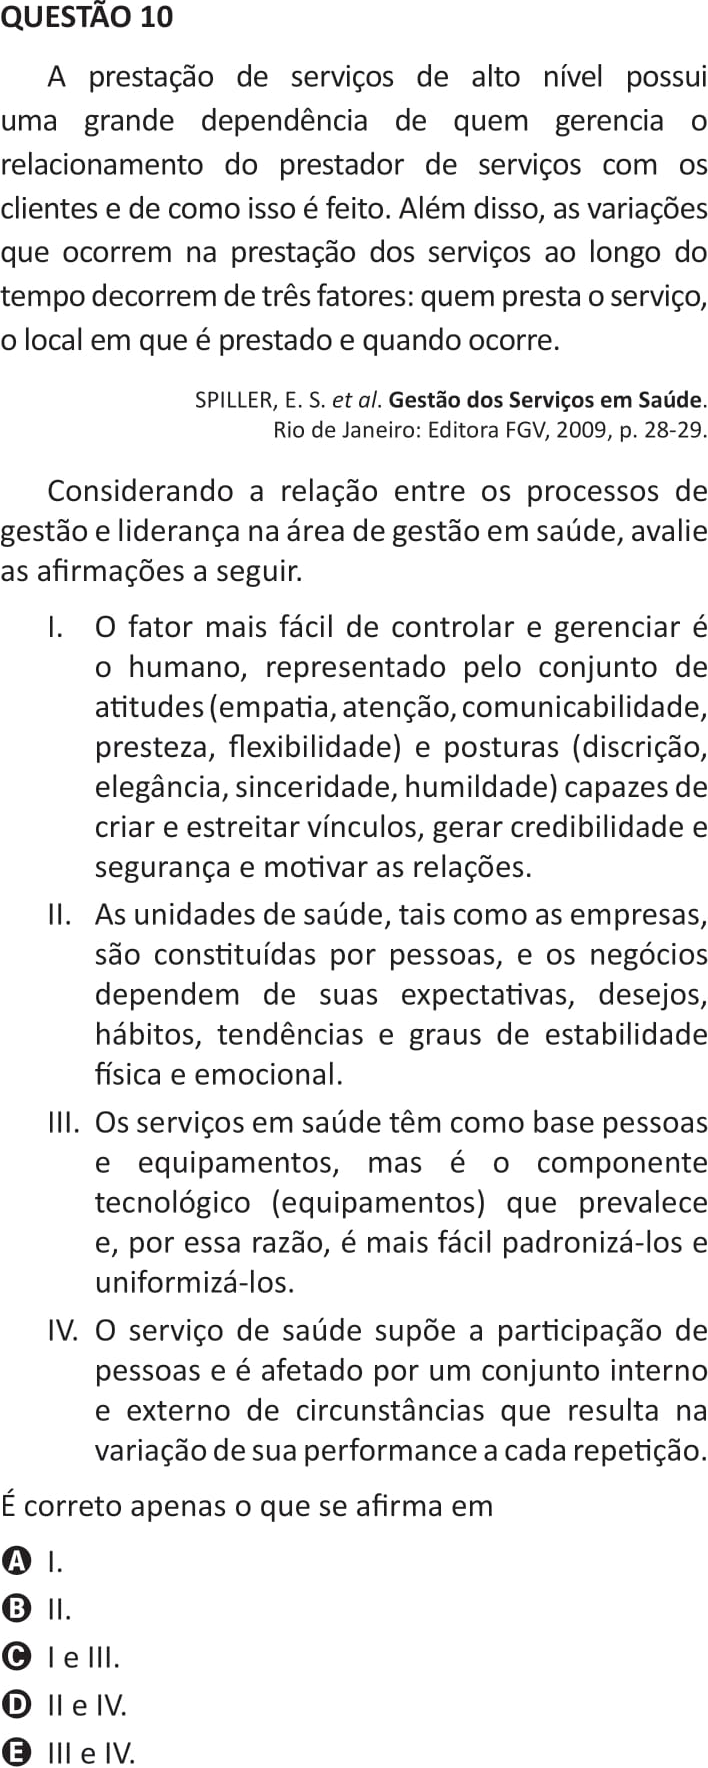 QUESTÃO 10
A prestação de serviços de alto nível possui
uma grande dependência de quem gerencia o
relacionamento do prestador de serviços com os
clientes e de como isso é feito. Além disso, as variações
que ocorrem na prestação dos serviços ao longo do
tempo decorrem de três fatores: quem presta o serviço,
o local em que é prestado e quando ocorre.
SPILLER, E. S. et al. Gestão dos Serviços em Saúde.
Rio de Janeiro: Editora FGV, 2009, p. 28-29.
Considerando a relação entre os processos de
gestão e liderança na área de gestão em saúde, avalie
as afirmações a seguir.
I. O fator mais fácil de controlar e gerenciar é
o humano, representado pelo conjunto de
atitudes (empatia, atenção, comunicabilidade,
presteza, flexibilidade) e posturas (discrição,
elegância, sinceridade, humildade) capazes de
criar e estreitar vínculos, gerar credibilidade e
segurança e motivar as relações.
II. As unidades de saúde, tais como as empresas,
são constituídas por pessoas, e os negócios
dependem de suas expectativas, desejos,
hábitos, tendências e graus de estabilidade
física e emocional.
III. Os serviços em saúde têm como base pessoas
e equipamentos, mas é o componente
tecnológico (equipamentos) que prevalece
e, por essa razão, é mais fácil padronizá-los e
uniformizá-los.
IV. O serviço de saúde supõe a participação de
pessoas e é afetado por um conjunto interno
e externo de circunstâncias que resulta na
variação de sua performance a cada repetição.
É correto apenas o que se afirma em
A I.
B II.
C I e III.
D II e IV.
E III e IV.